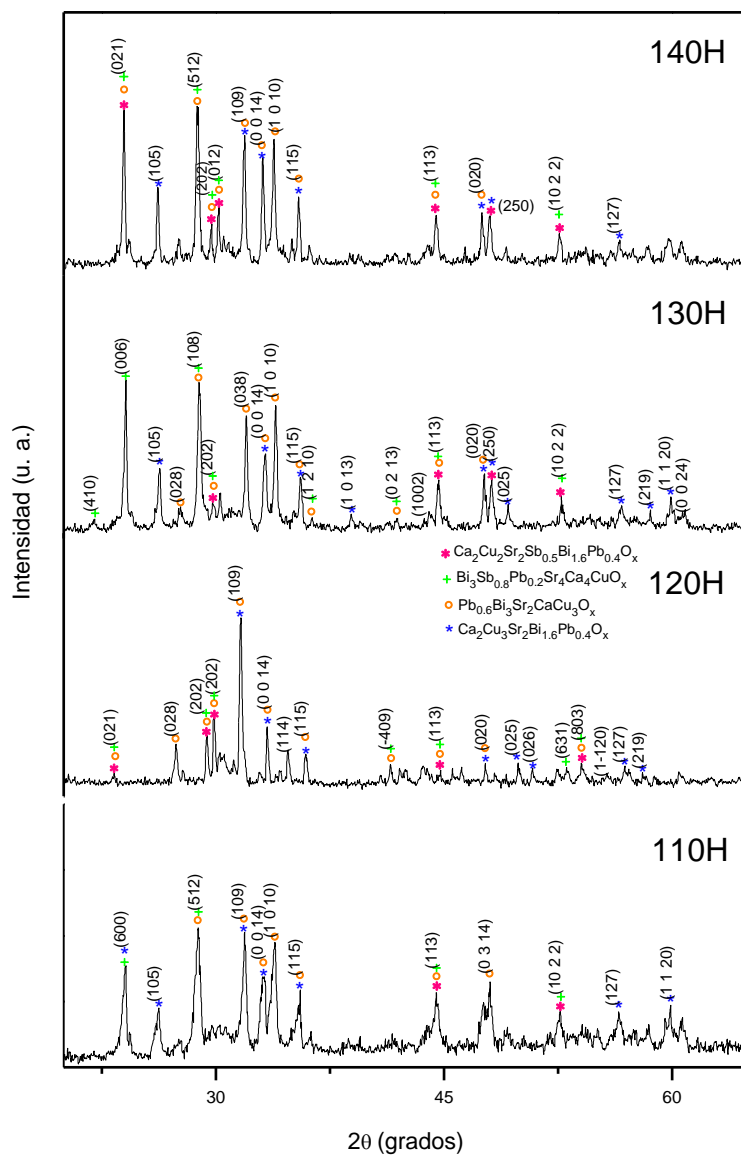 140H
(021)
(105)
(512)
(202)
(012)
(109)
(0 0 14)
(1 0 10)
(115)
(113)
(020)
(250)
(10 2 2)
(127)
130H
(410)
(006)
(105)
(028)
(108)
(202)
(038)
(0 0 14)
(1 0 10)
(115)
(1 2 10)
(1 0 13)
(0 2 13)
(1002)
(113)
(020)
(250)
(025)
(10 2 2)
(127)
(219)
(1 1 20)
(0 0 24)
Ca2Cu2Sr2Sb0.5Bi1.6Pb0.4Ox
Bi3Sb0.8Pb0.2Sr4Ca4CuOx
Pb0.6Bi3Sr2CaCu3Ox
Ca2Cu3Sr2Bi1.6Pb0.4Ox
120H
(021)
(028)
(202)
(202)
(109)
(0 0 14)
(114)
(115)
(-409)
(113)
(020)
(025)
(026)
(631)
(803)
(1-120)
(127)
(219)
110H
(600)
(105)
(512)
(109)
(0 0 14)
(1 0 10)
(115)
(113)
(0 3 14)
(10 2 2)
(127)
(1 1 20)
30
45
60
2θ (grados)
Intensidad (u. a.)